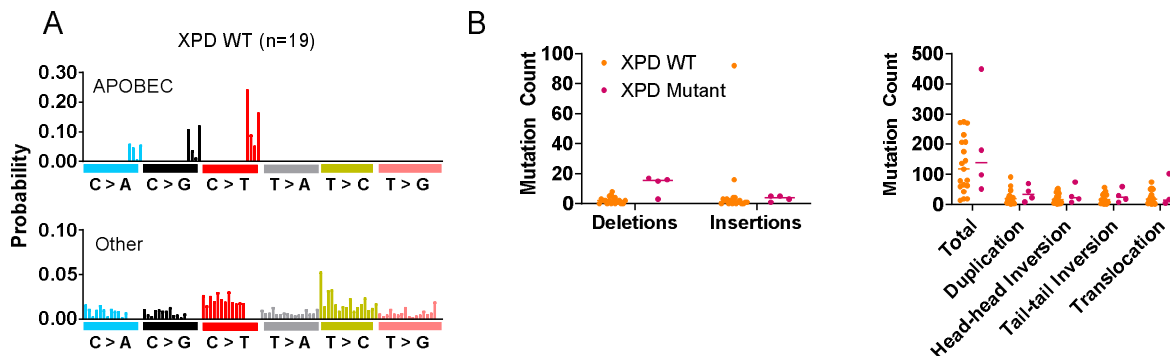 A
XPD WT (n=19)
Probability
0.30
0.20
0.10
0.00
APOBEC
C > A C > G C > T T > A T > C T > G
0.10
0.05
0.00
Other
C > A C > G C > T T > A T > C T > G
B
Mutation Count
100
80
60
40
20
0
XPD WT
XPD Mutant
Deletions Insertions
Mutation Count
500
400
300
200
100
0
Total
Duplication
Head-head Inversion
Tail-tail Inversion
Translocation